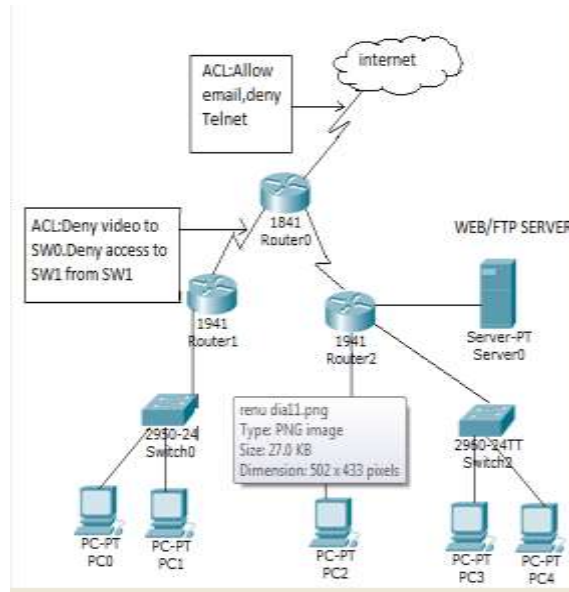 internet
ACL:Allow
email,deny
Telnet
1841
Router0
ACL:Deny video to
SW0.Deny access to
SW1 from SW1
WEB/FTP SERVER
1941
Router1
1941
Router2
Server-PT
Server0
renu dia11.png
Type: PNG image
Size: 27.0 KB
Dimension: 502 x 433 pixels
2950-24
Switch0
2960-24TT
Switch2
PC-PT
PC0
PC-PT
PC1
PC-PT
PC2
PC-PT
PC3
PC-PT
PC4